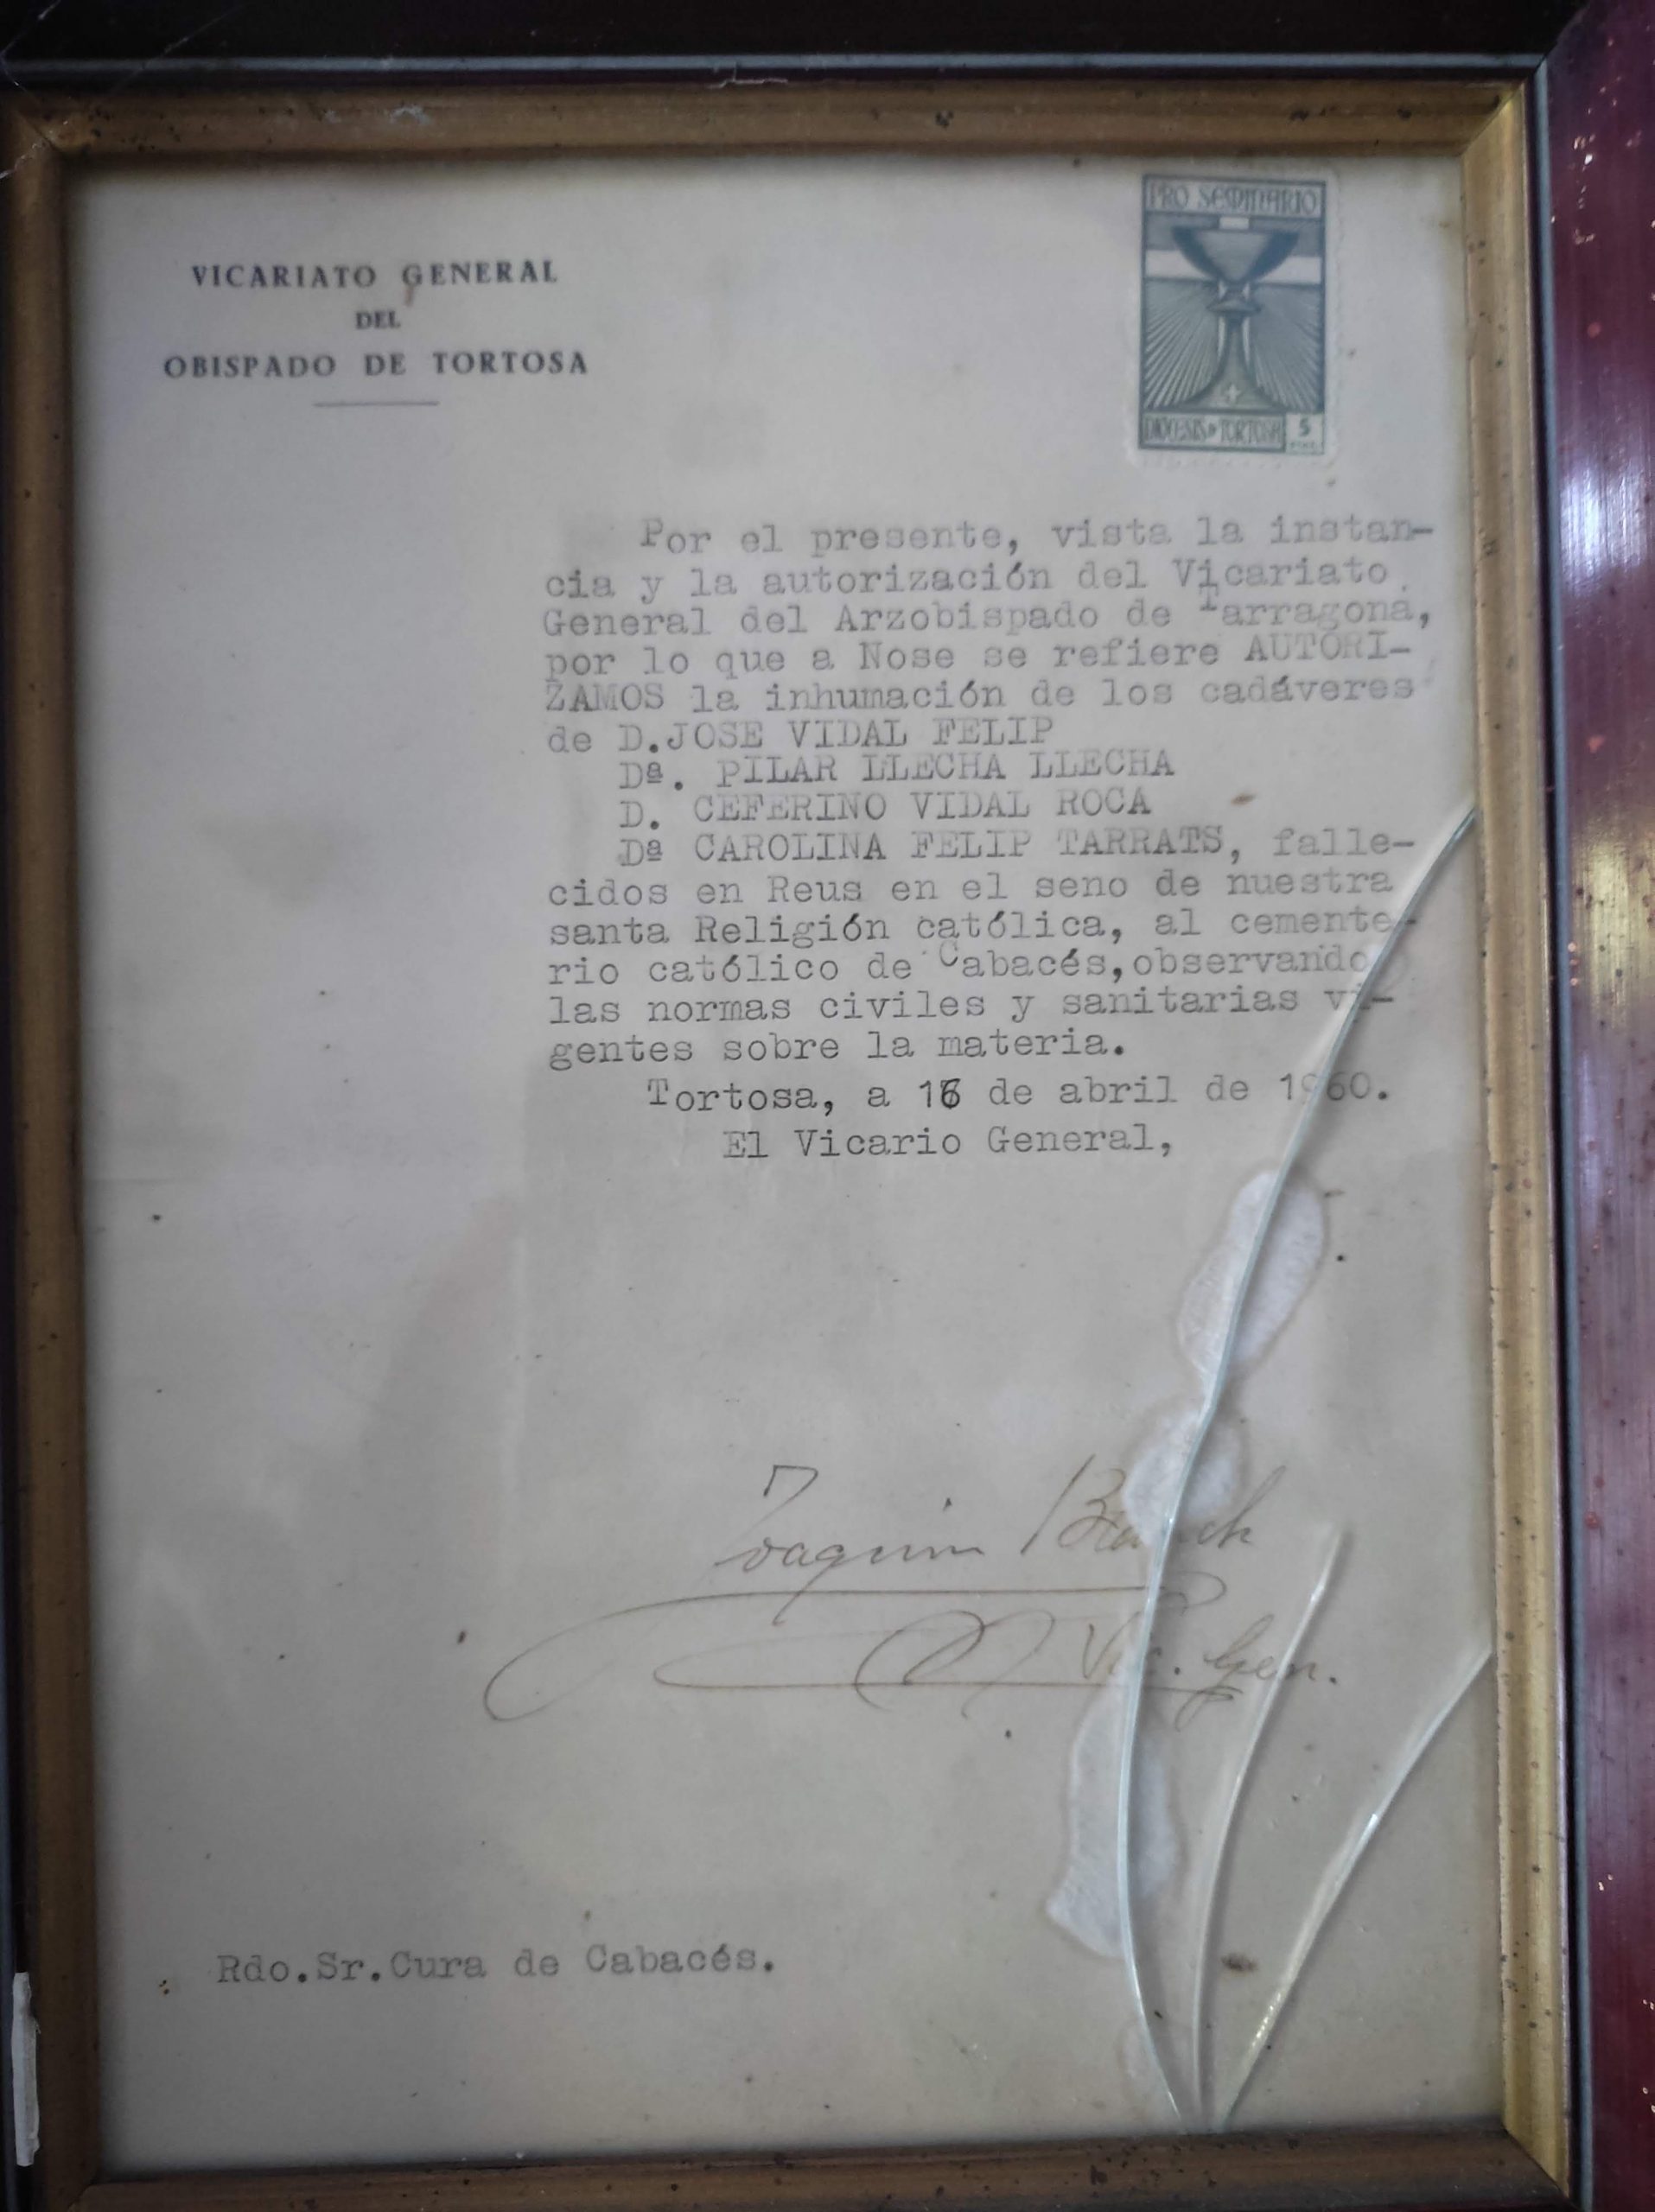 VICARIATO GENERAL
DEL
OBISPADO DE TORTOSA
PRO SEMINARIO
DIOCESIS DE TORTOSA 5
Por el presente, vista la instan-
cia y la autorización del Vicariato
General del Arzobispado de Tarragona,
por lo que a Nose se refiere AUTORI-
ZAMOS la inhumación de los cadáveres
de D.JOSE VIDAL FELIP
Dª. PILAR LLECHA LLECHA
D. CEFERINO VIDAL ROCA
Dª CAROLINA FELIP TARRATS, falle-
cidos en Reus en el seno de nuestra
santa Religión católica, al cemente-
rio católico de Cabacés,observando
las normas civiles y sanitarias vi-
gentes sobre la materia.
Tortosa, a de abril de 1960.
El Vicario General,
Joaquim
Vic. Gen.
Rdo.Sr.Cura de Cabacés.